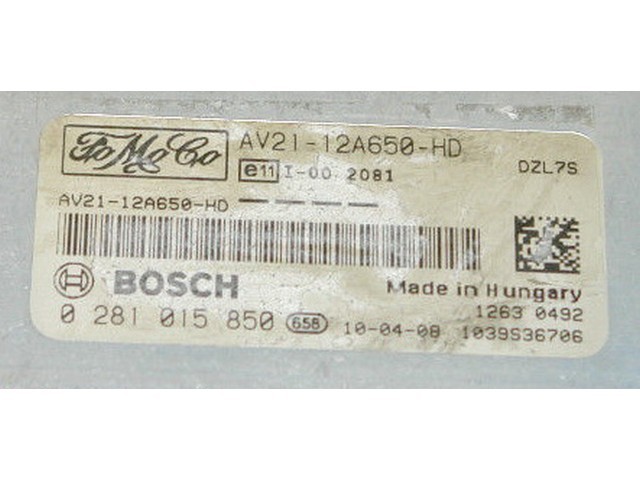 FoMoCo AV21-12A650-HD
e11 I-00 2081 DZL7S
AV21-12A650-HD — — — —
BOSCH Made in Hungary
1263 0492
0 281 015 850 658 10-04-08 1039S36706